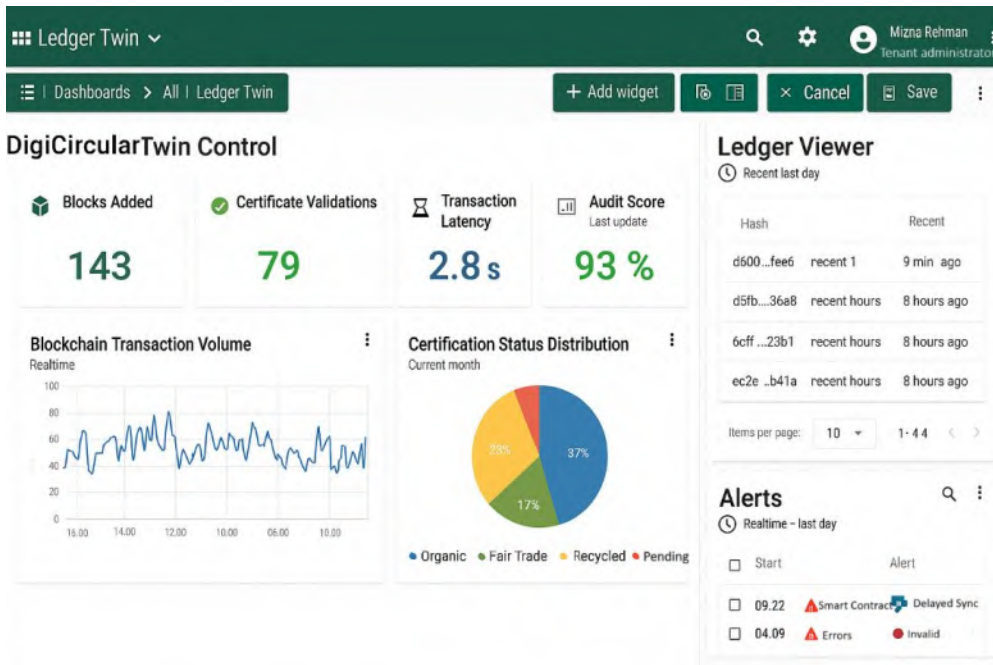 Ledger Twin
Mizna Rehman
Tenant administrator
Dashboards > All | Ledger Twin
+ Add widget
× Cancel
Save
DigiCircularTwin Control
Blocks Added
143
Certificate Validations
79
Transaction
Latency
2.8 s
Audit Score
Last update
93 %
Blockchain Transaction Volume
Realtime
100
80
60
40
20
0
16.00 14.00 12.00 10.00 06.00 10.00
Certification Status Distribution
Current month
37%
17%
Organic Fair Trade Recycled Pending
Ledger Viewer
Recent last day
Hash Recent
d600...fee6 recent 1 9 min ago
d5fb....36a8 recent hours 8 hours ago
6cff ...23b1 recent hours 8 hours ago
ec2e ..b41a recent hours 8 hours ago
Items per page: 10 1-44
Alerts
Realtime – last day
Start Alert
09.22 Smart Contract Delayed Sync
04.09 Errors Invalid